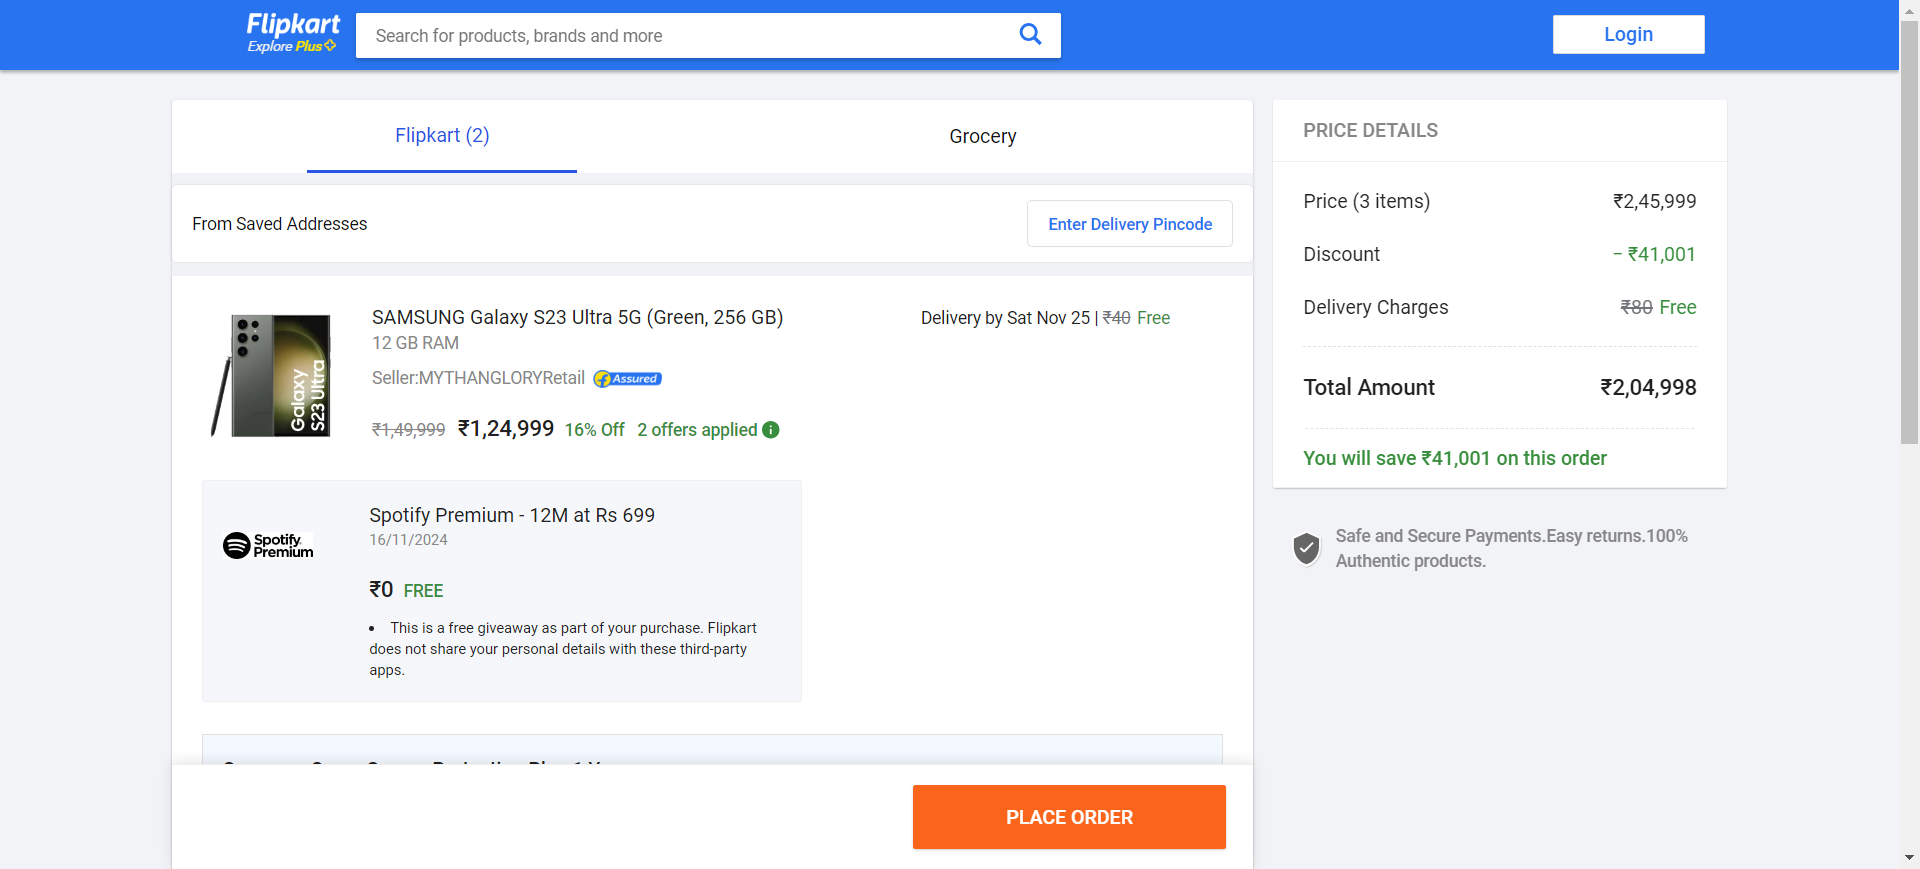 Flipkart
Explore Plus
Search for products, brands and more
Login
Flipkart (2)
Grocery
From Saved Addresses
Enter Delivery Pincode
Galaxy
S23 Ultra
SAMSUNG Galaxy S23 Ultra 5G (Green, 256 GB)
12 GB RAM
Seller:MYTHANGLORYRetail
Assured
₹1,49,999 ₹1,24,999 16% Off 2 offers applied
Delivery by Sat Nov 25 | ₹40 Free
Spotify
Premium
Spotify Premium - 12M at Rs 699
16/11/2024
₹0 FREE
• This is a free giveaway as part of your purchase. Flipkart
does not share your personal details with these third-party
apps.
PLACE ORDER
PRICE DETAILS
Price (3 items) ₹2,45,999
Discount − ₹41,001
Delivery Charges ₹80 Free
Total Amount ₹2,04,998
You will save ₹41,001 on this order
Safe and Secure Payments.Easy returns.100%
Authentic products.